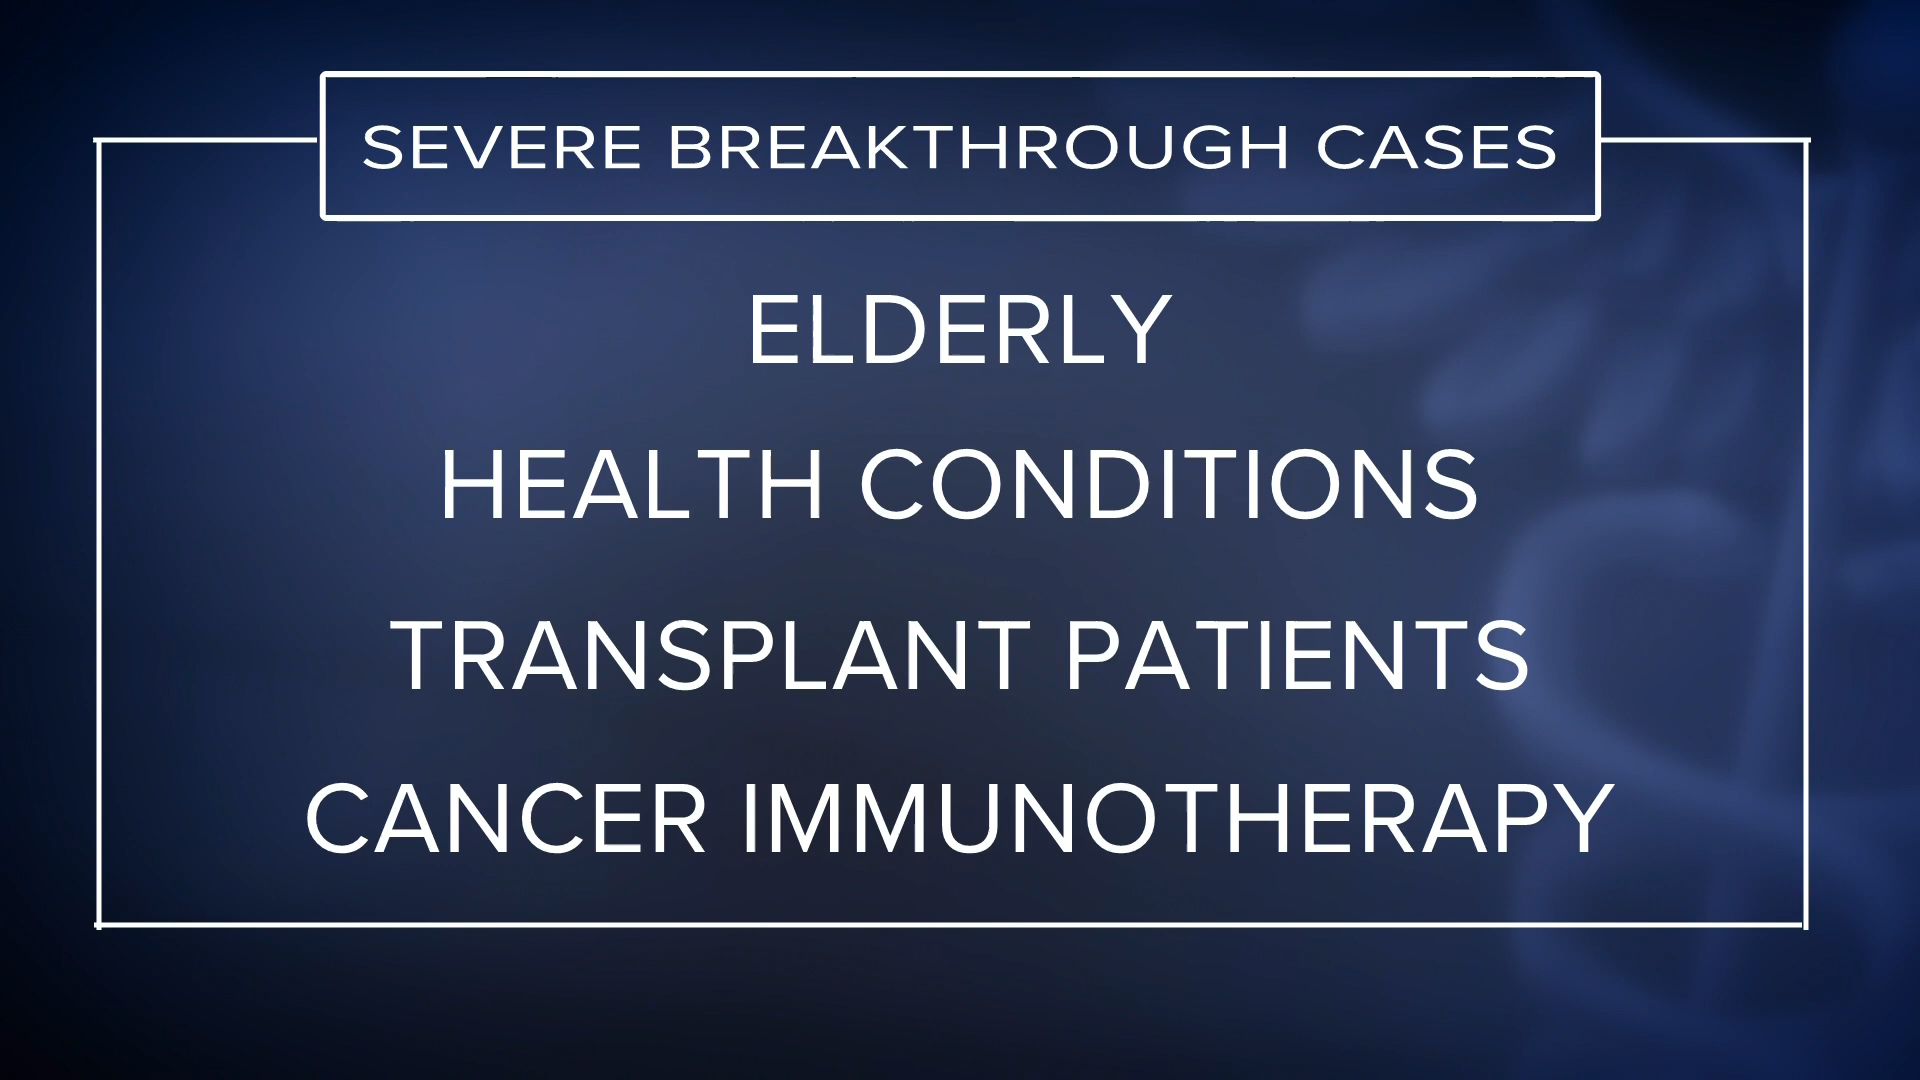 SEVERE BREAKTHROUGH CASES
ELDERLY
HEALTH CONDITIONS
TRANSPLANT PATIENTS
CANCER IMMUNOTHERAPY